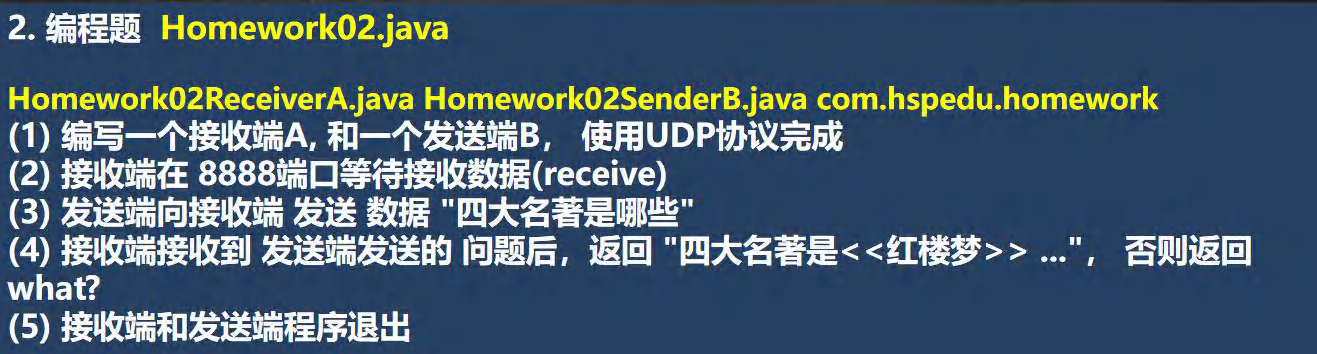 2. 编程题 Homework02.java
Homework02ReceiverA.java Homework02SenderB.java com.hspedu.homework
(1) 编写一个接收端A, 和一个发送端B， 使用UDP协议完成
(2) 接收端在 8888端口等待接收数据(receive)
(3) 发送端向接收端 发送 数据 "四大名著是哪些"
(4) 接收端接收到 发送端发送的 问题后，返回 "四大名著是<<红楼梦>> ..."， 否则返回
what?
(5) 接收端和发送端程序退出